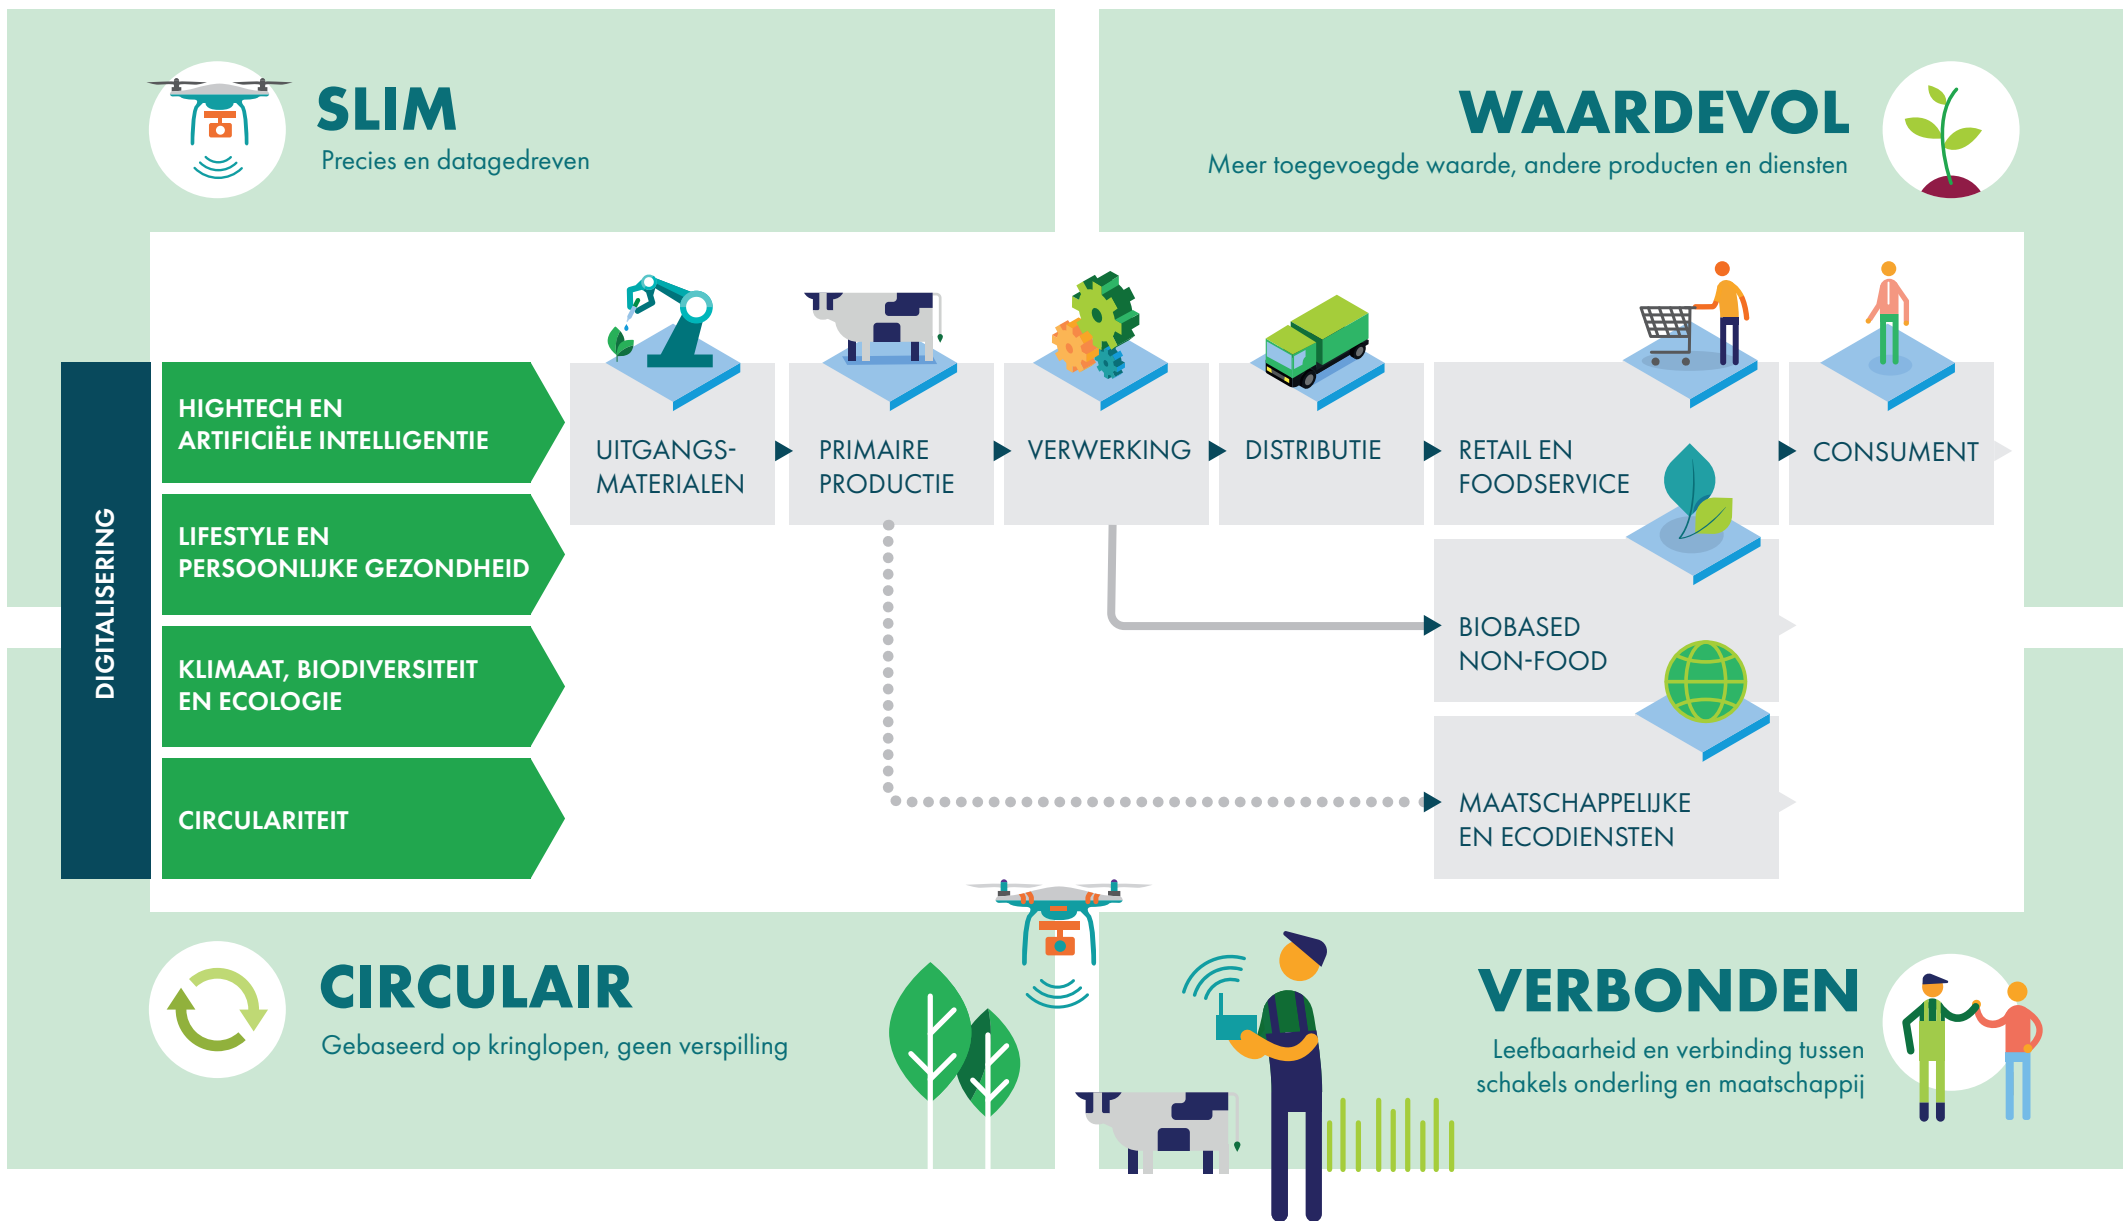 SLIM
Precies en datagedreven
WAARDEVOL
Meer toegevoegde waarde, andere producten en diensten
DIGITALISERING
HIGHTECH EN
ARTIFICIËLE INTELLIGENTIE
LIFESTYLE EN
PERSOONLIJKE GEZONDHEID
KLIMAAT, BIODIVERSITEIT
EN ECOLOGIE
CIRCULARITEIT
UITGANGS-
MATERIALEN
PRIMAIRE
PRODUCTIE
VERWERKING
DISTRIBUTIE
RETAIL EN
FOODSERVICE
CONSUMENT
BIOBASED
NON-FOOD
MAATSCHAPPELIJKE
EN ECODIENSTEN
CIRCULAIR
Gebaseerd op kringlopen, geen verspilling
VERBONDEN
Leefbaarheid en verbinding tussen
schakels onderling en maatschappij